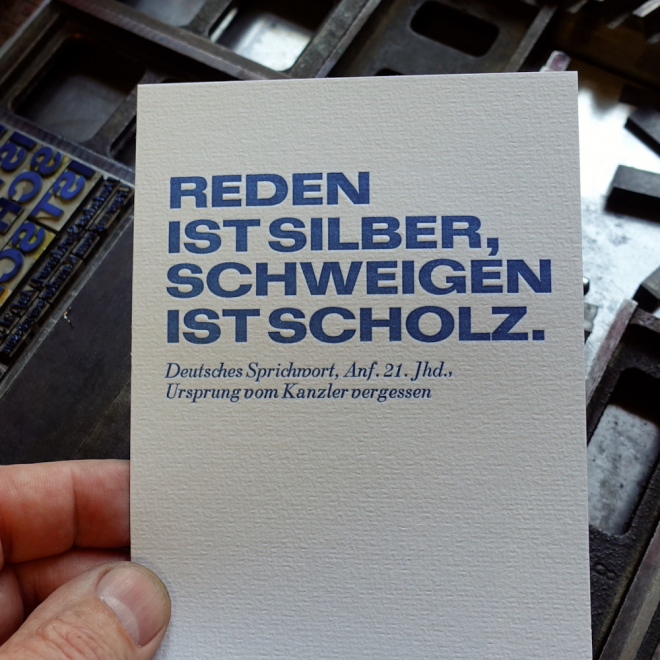 REDEN
IST SILBER,
SCHWEIGEN
IST SCHOLZ.
Deutsches Sprichwort, Anf. 21. Jhd.,
Ursprung vom Kanzler vergessen